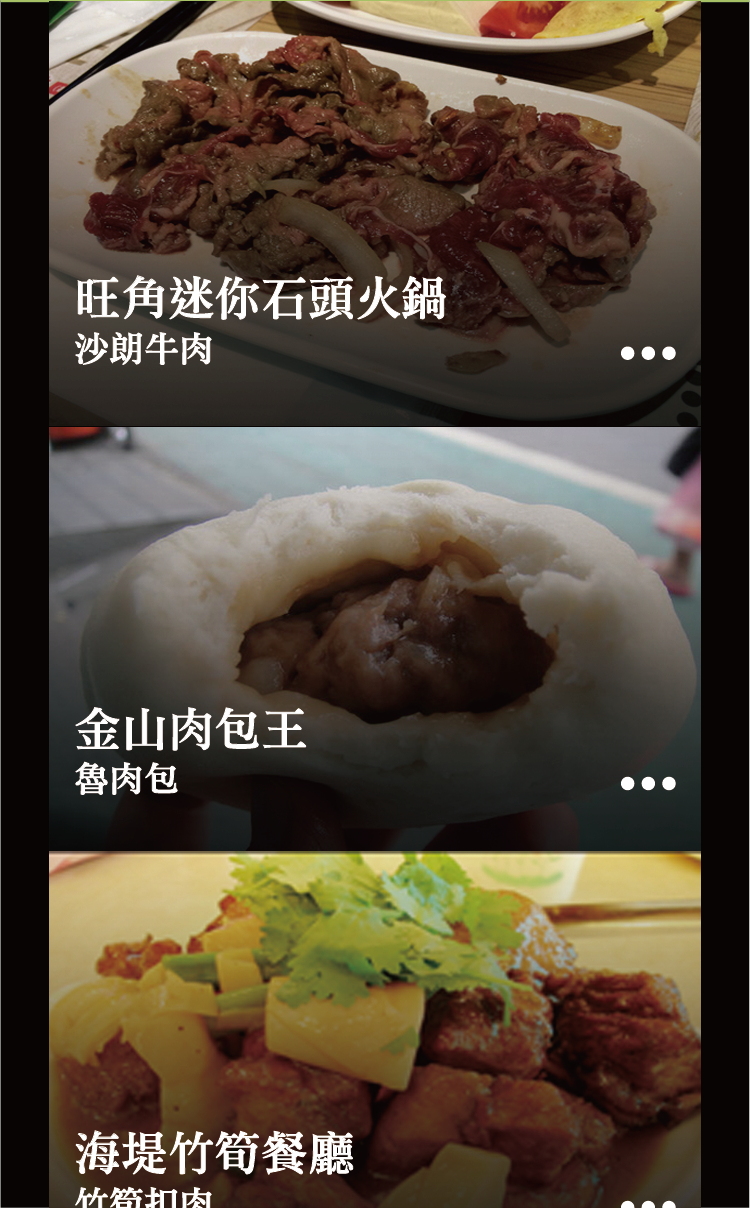 旺角迷你石頭火鍋
沙朗牛肉
金山肉包王
魯肉包
海堤竹筍餐廳
竹筍扣肉